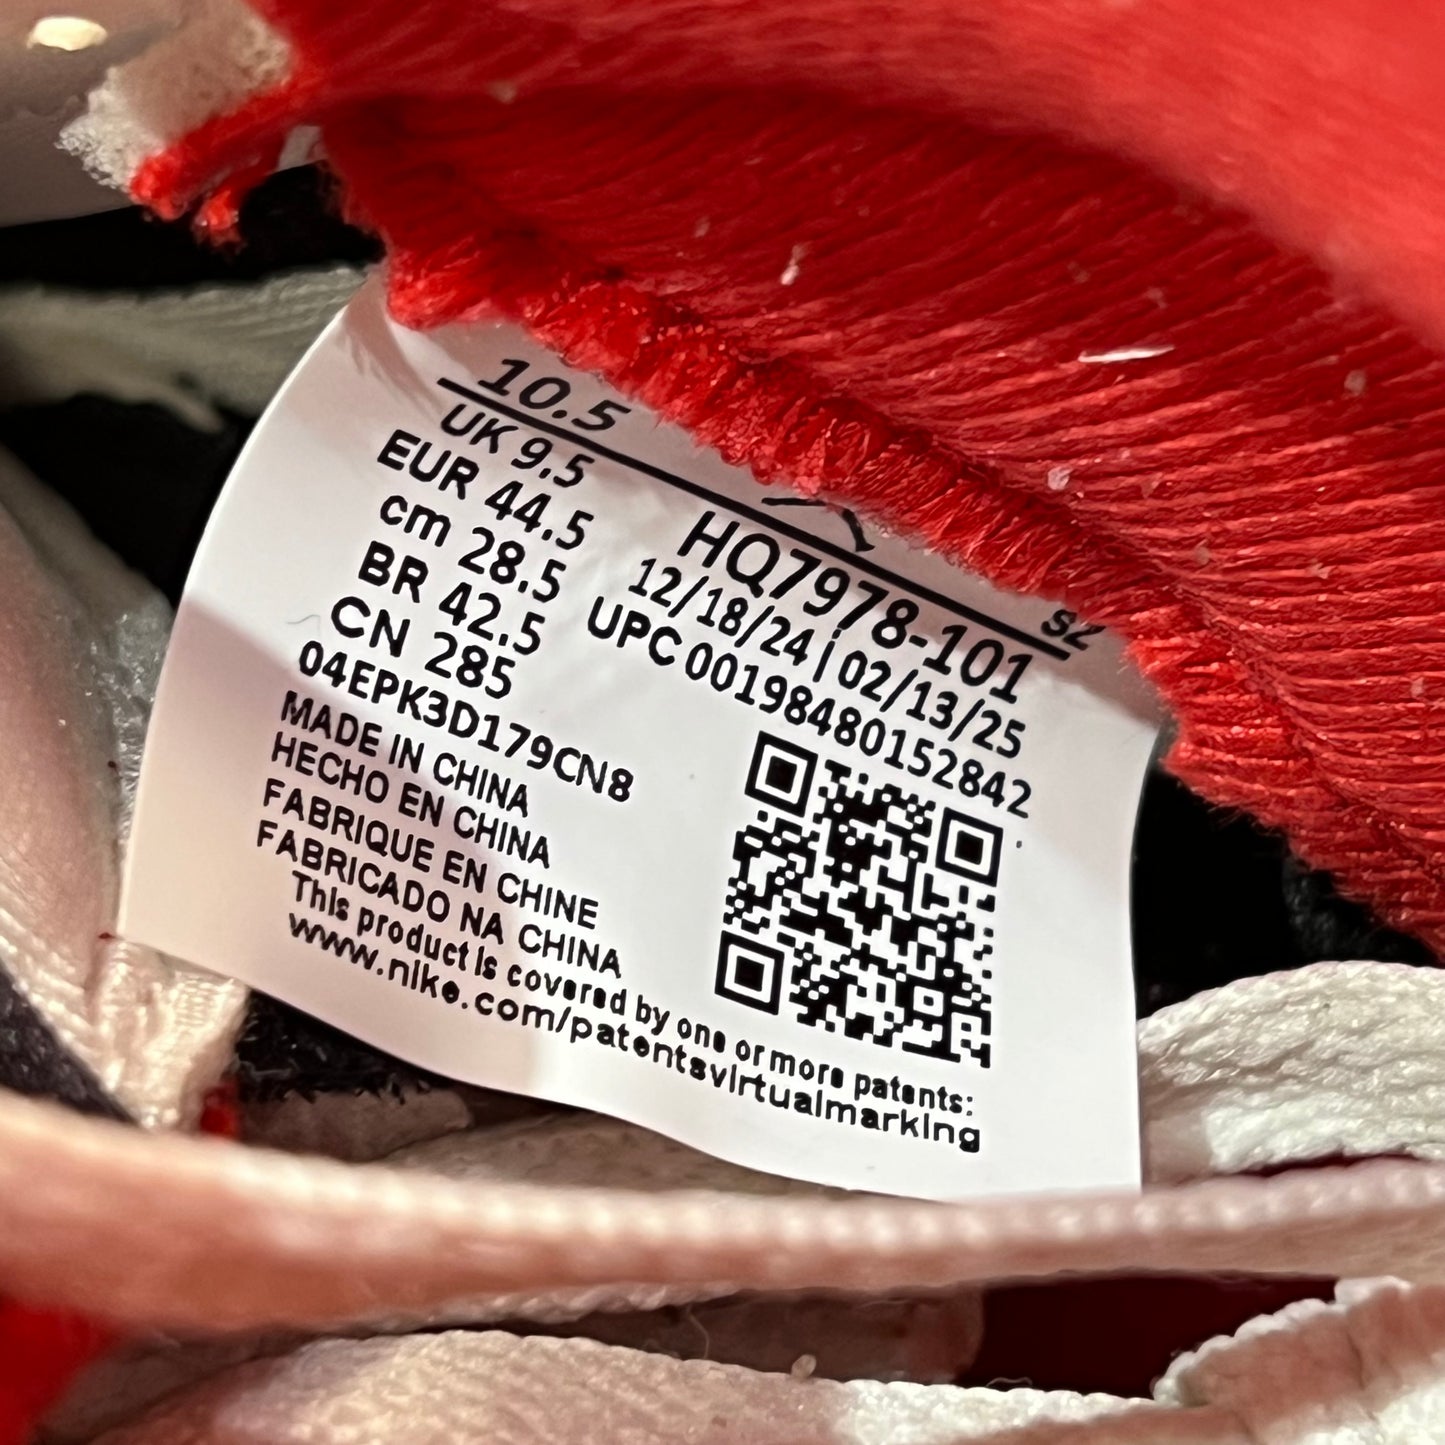 10.5
UK 9.5
EUR 44.5
cm 28.5
BR 42.5
CN 285
04EPK3D179CN8
MADE IN CHINA
HECHO EN CHINA
FABRIQUE EN CHINE
FABRICADO NA CHINA
This product is covered by one or more patents:
www.nike.com/patentsvirtualmarking
s2
HQ7978-101
12/18/24 | 02/13/25
UPC 00198480152842